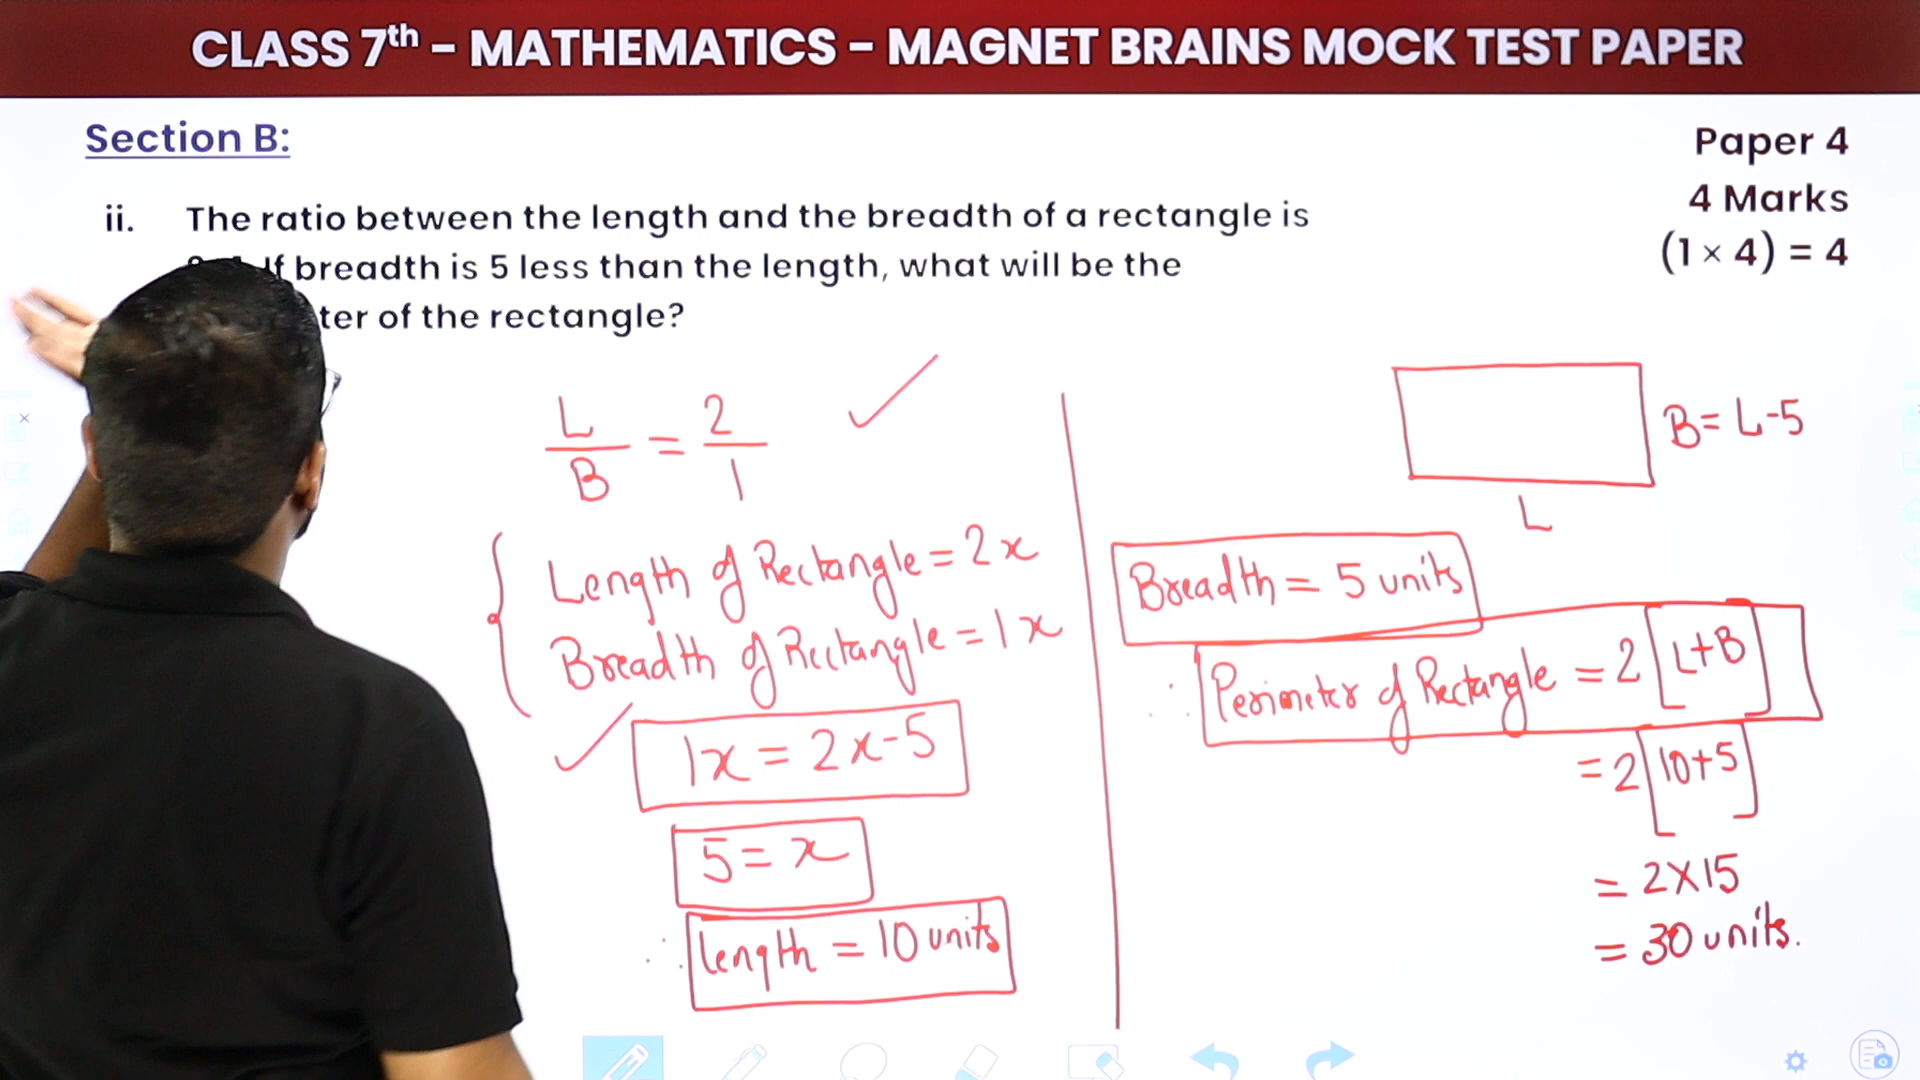 CLASS 7th – MATHEMATICS – MAGNET BRAINS MOCK TEST PAPER
Section B:
Paper 4
4 Marks
(1 × 4) = 4
ii. The ratio between the length and the breadth of a rectangle is
If breadth is 5 less than the length, what will be the
ter of the rectangle?
L/B = 2/1
Length of Rectangle = 2x
Breadth of Rectangle = 1x
1x = 2x-5
5 = x
∴ length = 10 units
B = L-5
L
Breadth = 5 units
∴ Perimeter of Rectangle = 2[L+B]
= 2[10+5]
= 2×15
= 30 units.